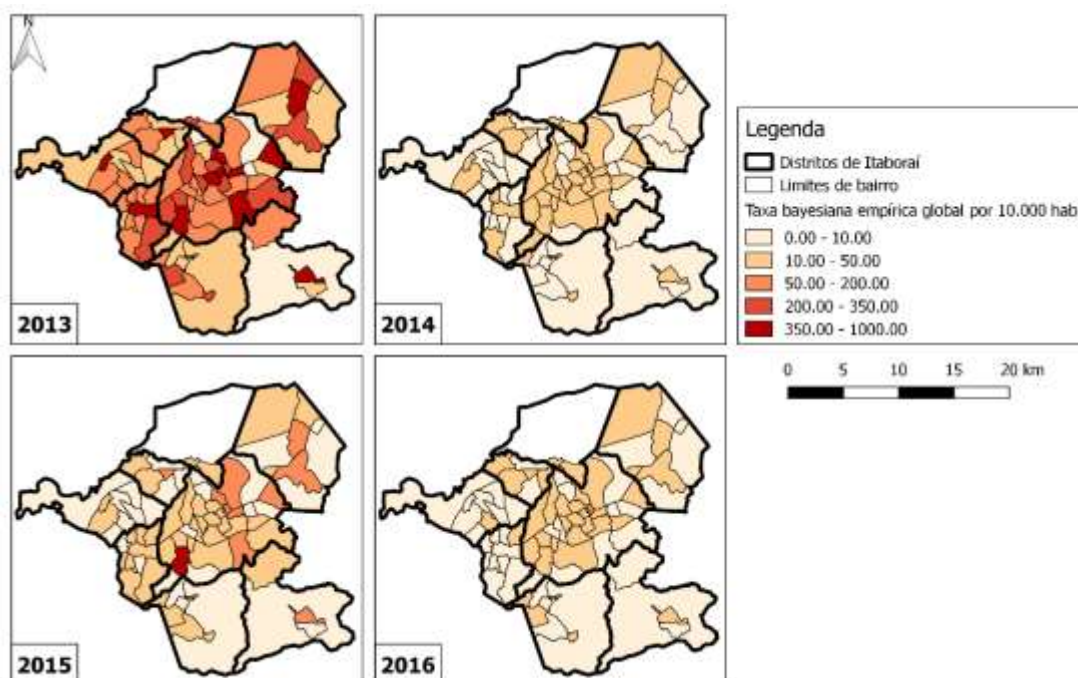 N
2013
2014
Legenda
Distritos de Itaboraí
Limites de bairro
Taxa bayesiana empírica global por 10.000 hab
0.00 - 10.00
10.00 - 50.00
50.00 - 200.00
200.00 - 350.00
350.00 - 1000.00
0 5 10 15 20 km
2015
2016